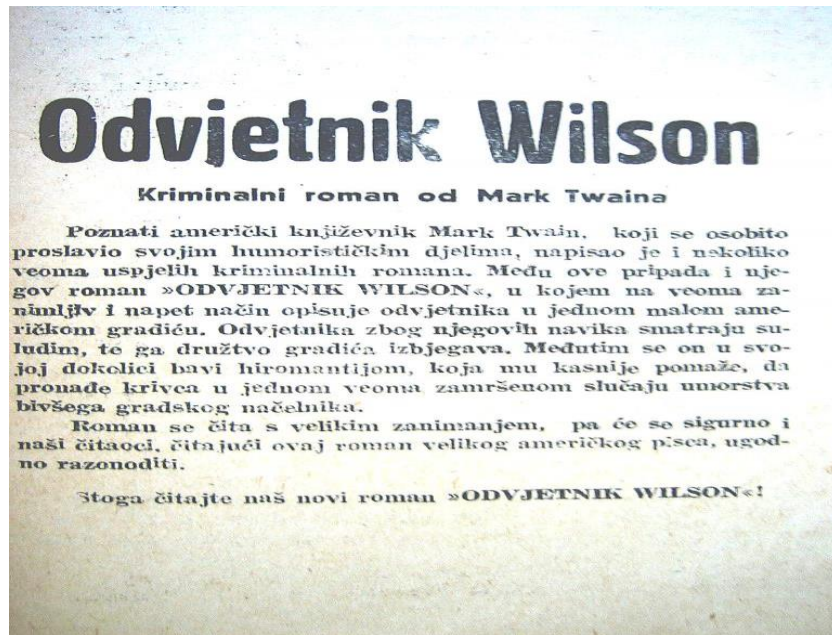 Odvjetnik Wilson
Kriminalni roman od Mark Twaina
Poznati američki književnik Mark Twain, koji se osobito
proslavio svojim humorističkim djelima, napisao je i nekoliko
veoma uspjelih kriminalnih romana. Među ove pripada i nje-
gov roman »ODVJETNIK WILSON«, u kojem na veoma za-
nimljiv i napet način opisuje odvjetnika u jednom malom ame-
ričkom gradiću. Odvjetnika zbog njegovih navika smatraju su-
ludim, te ga družtvo gradića izbjegava. Međutim se on u svo-
joj dokolici bavi hiromantijom, koja mu kasnije pomaže, da
pronađe krivca u jednom veoma zamršenom slučaju umorstva
bivšega gradskog načelnika.
Roman se čita s velikim zanimanjem, pa će se sigurno i
naši čitaoci, čitajući ovaj roman velikog američkog pisca, ugod-
no razonoditi.
Stoga čitajte naš novi roman »ODVJETNIK WILSON«!